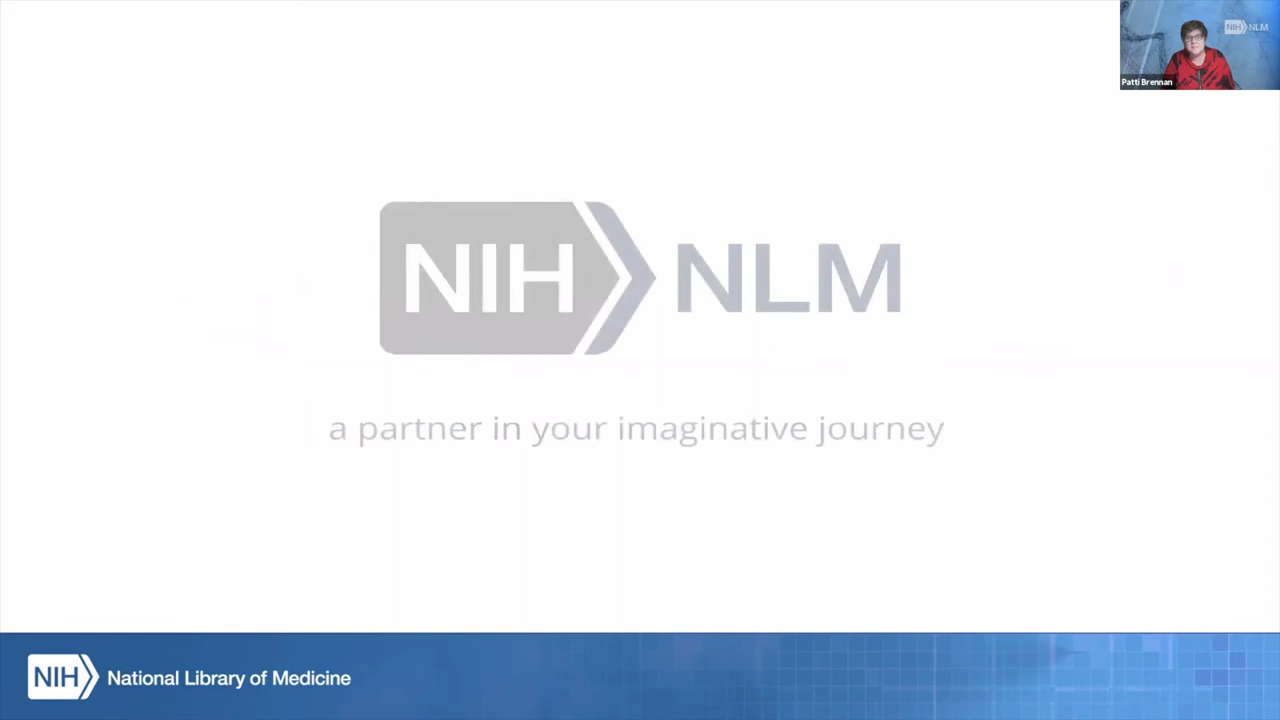 NIH NLM
Patti Brennan
NIH NLM
a partner in your imaginative journey
NIH National Library of Medicine